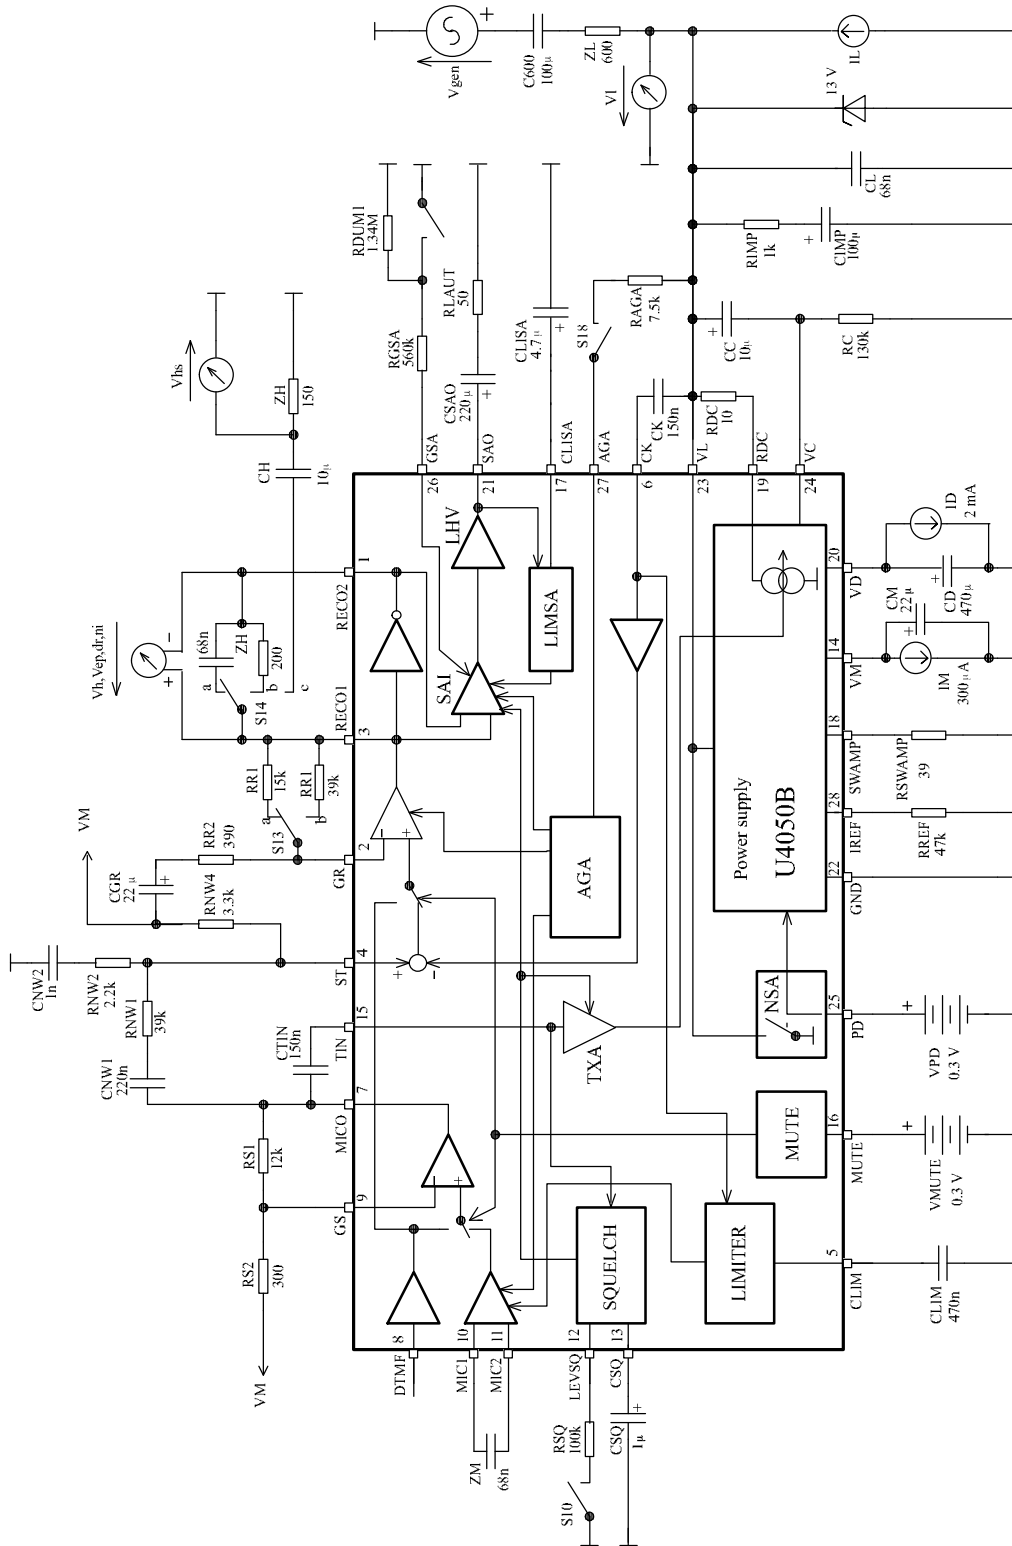 VM
RS2
300
RS1
12k
CNW1
220n
RNW1
39k
CNW2
1n
RNW2
2.2k
CTIN
150n
VM
CGR
22 µ
RNW4
3.3k
RR2
390
S13
a
b
RR1
15k
RR1
39k
Vh,Vep,dr,ni
+
-
68n
ZH
200
S14
a
b
c
Vhs
CH
10µ
ZH
150
GS
9
MICO
7
TIN
15
ST
4
GR
2
RECO1
3
RECO2
1
DTMF
8
MIC1
10
MIC2
11
ZM
68n
LEVSQ
12
CSQ
13
S10
RSQ
100k
CSQ
1µ
SQUELCH
LIMITER
TXA
MUTE
NSA
AGA
SAI
LHV
LIMSA
Power supply
U4050B
GSA
26
SAO
21
CLISA
17
AGA
27
CK
6
VL
23
RDC
19
VC
24
RGSA
560k
RDUM1
1.34M
CSAO
220µ
RLAUT
50
CLISA
4.7µ
S18
RAGA
7.5k
CK
150n
RDC
10
CC
10µ
RC
130k
RIMP
1k
CIMP
100µ
CL
68n
13 V
IL
V1
ZL
600
C600
100µ
Vgen
+
CLIM
5
MUTE
16
PD
25
GND
22
IREF
28
SWAMP
18
VM
14
VD
20
CLIM
470n
VMUTE
0.3 V
VPD
0.3 V
RREF
47k
RSWAMP
39
IM
300µA
CM
22µ
CD
470µ
ID
2 mA